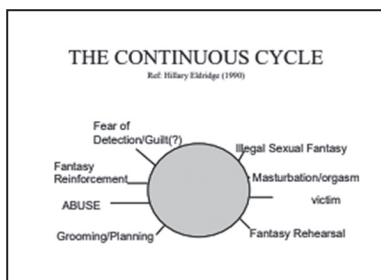 THE CONTINUOUS CYCLE
Ref: Hillary Eldridge (1990)
Fear of
Detection/Guilt(?)
Illegal Sexual Fantasy
Fantasy
Reinforcement
Masturbation/orgasm
ABUSE
victim
Grooming/Planning
Fantasy Rehearsal